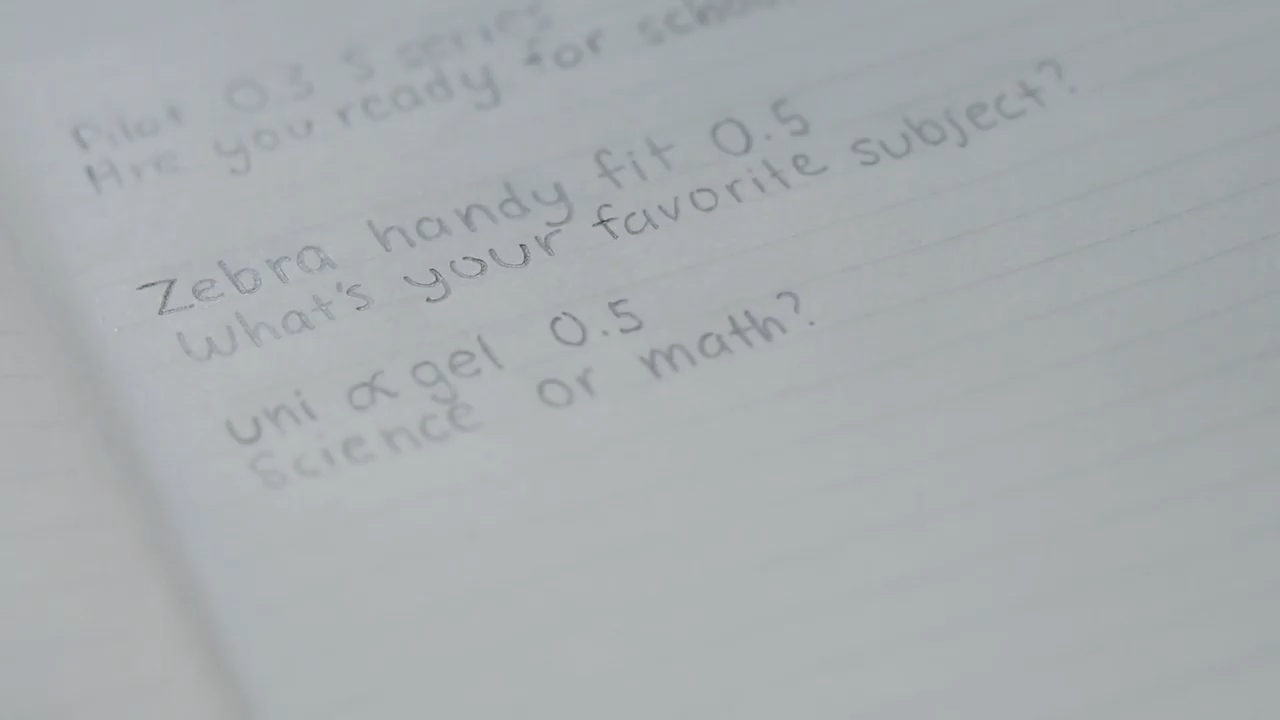 Pilot 0.3 S series
Are you ready for
Zebra handy fit 0.5
What's your favorite subject?
uni α gel 0.5
Science or math?